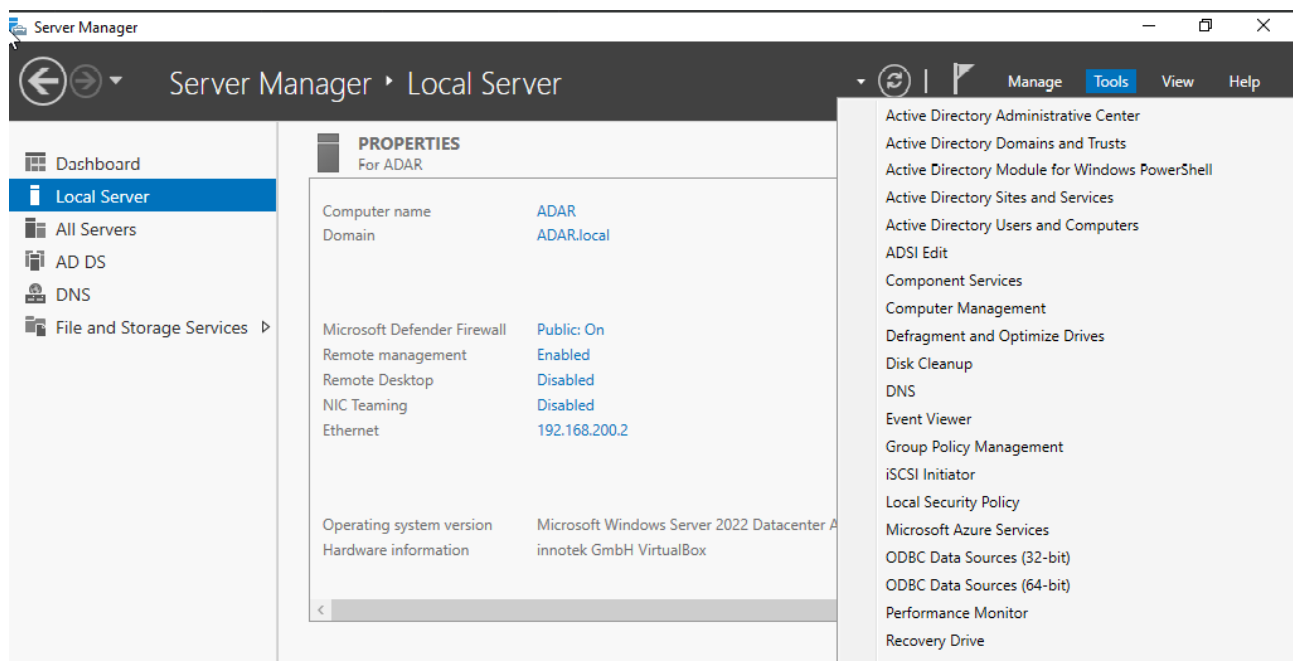 Server Manager
Server Manager ‣ Local Server
Manage Tools View Help
Dashboard
Local Server
All Servers
AD DS
DNS
File and Storage Services
PROPERTIES
For ADAR
Computer name ADAR
Domain ADAR.local
Microsoft Defender Firewall Public: On
Remote management Enabled
Remote Desktop Disabled
NIC Teaming Disabled
Ethernet 192.168.200.2
Operating system version Microsoft Windows Server 2022 Datacenter A
Hardware information innotek GmbH VirtualBox
Active Directory Administrative Center
Active Directory Domains and Trusts
Active Directory Module for Windows PowerShell
Active Directory Sites and Services
Active Directory Users and Computers
ADSI Edit
Component Services
Computer Management
Defragment and Optimize Drives
Disk Cleanup
DNS
Event Viewer
Group Policy Management
iSCSI Initiator
Local Security Policy
Microsoft Azure Services
ODBC Data Sources (32-bit)
ODBC Data Sources (64-bit)
Performance Monitor
Recovery Drive